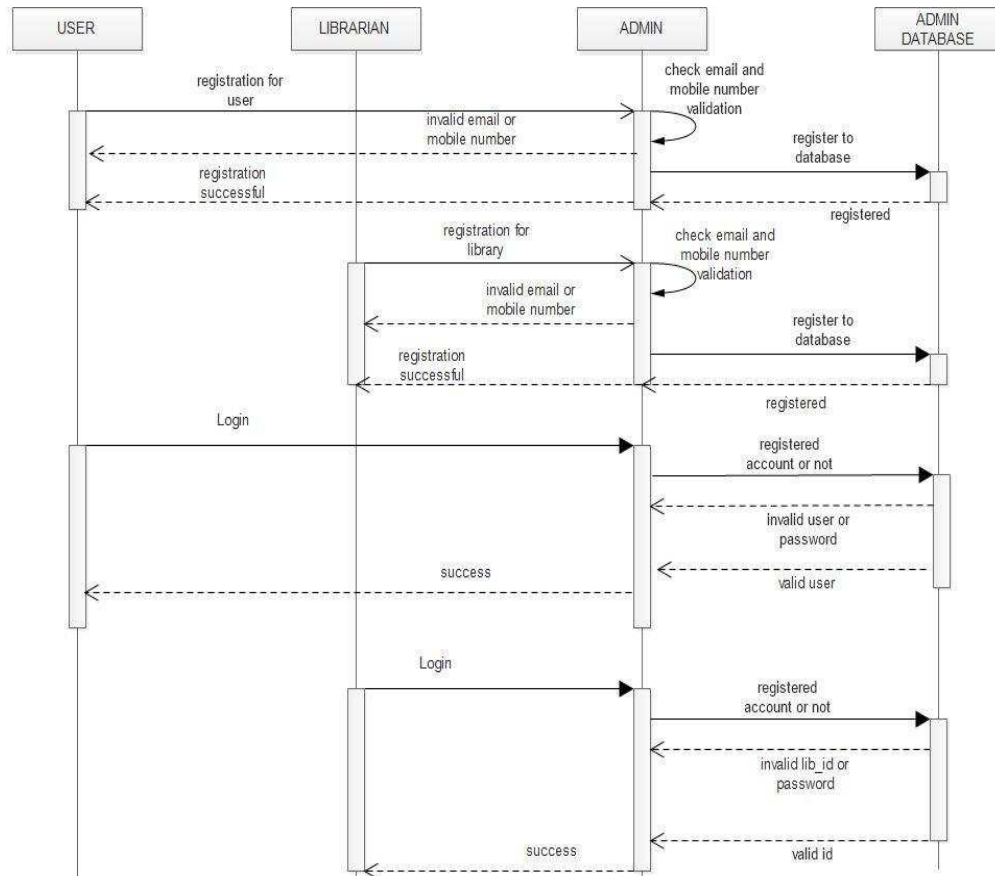 USER
LIBRARIAN
ADMIN
ADMIN
DATABASE
registration for
user
check email and
mobile number
validation
invalid email or
mobile number
register to
database
registration
successful
registered
registration for
library
check email and
mobile number
validation
invalid email or
mobile number
register to
database
registration
successful
registered
Login
registered
account or not
invalid user or
password
success
valid user
Login
registered
account or not
invalid lib_id or
password
success
valid id